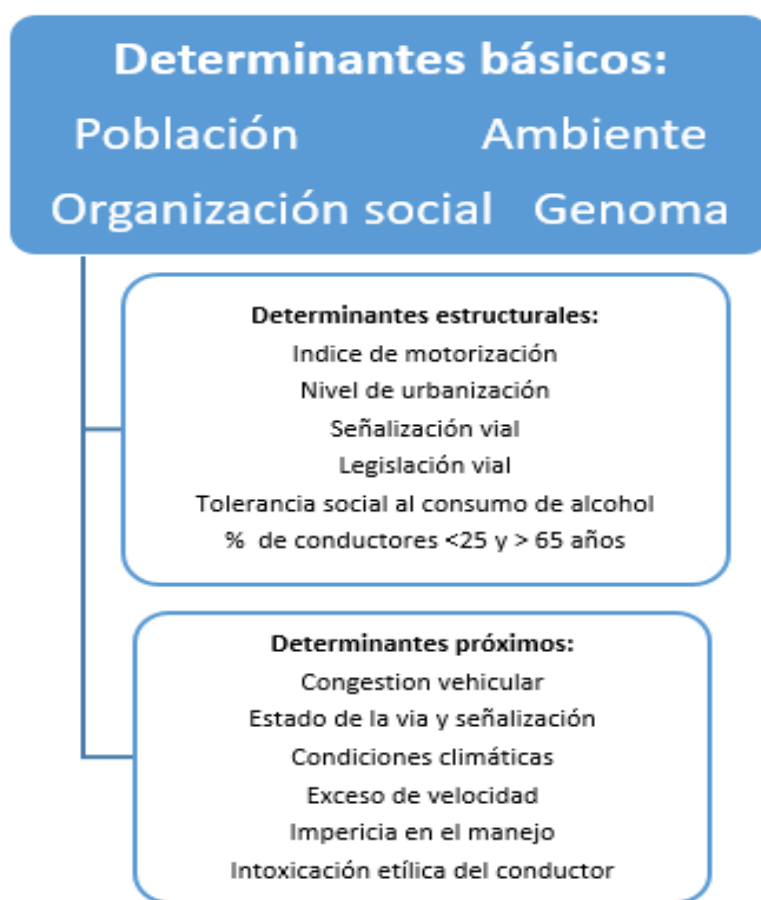 Determinantes básicos:
Población Ambiente
Organización social Genoma
Determinantes estructurales:
Indice de motorización
Nivel de urbanización
Señalización vial
Legislación vial
Tolerancia social al consumo de alcohol
% de conductores <25 y > 65 años
Determinantes próximos:
Congestion vehicular
Estado de la via y señalización
Condiciones climáticas
Exceso de velocidad
Impericia en el manejo
Intoxicación etílica del conductor